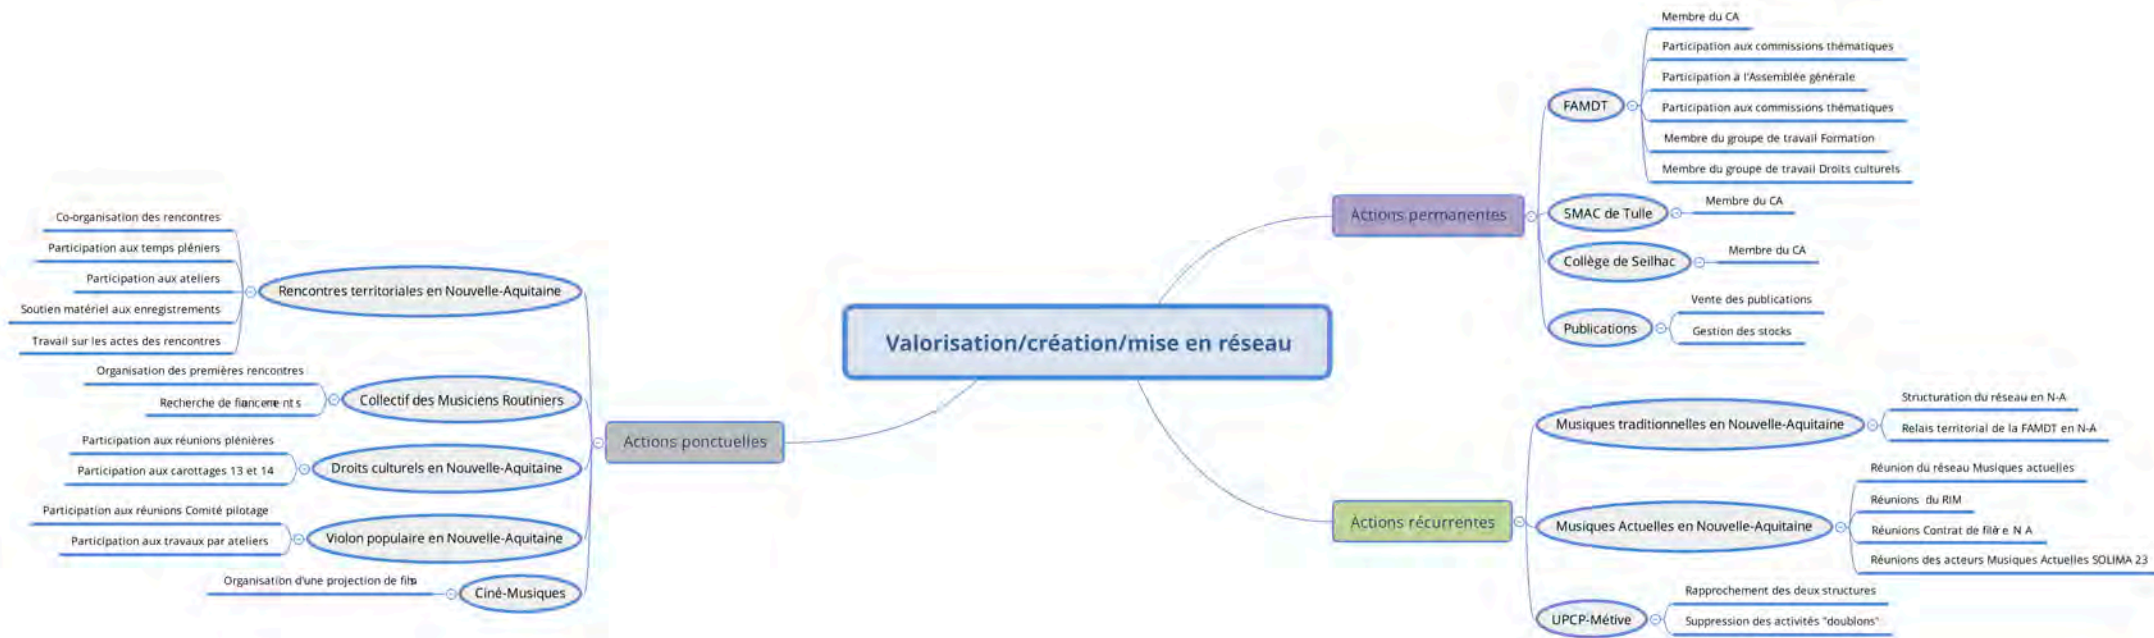 Valorisation/création/mise en réseau
Actions permanentes
FAMDT
Membre du CA
Participation aux commissions thématiques
Participation à l'Assemblée générale
Participation aux commissions thématiques
Membre du groupe de travail Formation
Membre du groupe de travail Droits culturels
SMAC de Tulle
Membre du CA
Collège de Seilhac
Membre du CA
Publications
Vente des publications
Gestion des stocks
Actions récurrentes
Musiques traditionnelles en Nouvelle-Aquitaine
Structuration du réseau en N-A
Relais territorial de la FAMDT en N-A
Musiques Actuelles en Nouvelle-Aquitaine
Réunion du réseau Musiques actuelles
Réunions du RIM
Réunions Contrat de filière N A
Réunions des acteurs Musiques Actuelles SOLIMA 23
UPCP-Métive
Rapprochement des deux structures
Suppression des activités "doublons"
Actions ponctuelles
Rencontres territoriales en Nouvelle-Aquitaine
Co-organisation des rencontres
Participation aux temps pléniers
Participation aux ateliers
Soutien matériel aux enregistrements
Travail sur les actes des rencontres
Collectif des Musiciens Routiniers
Organisation des premières rencontres
Recherche de financements
Droits culturels en Nouvelle-Aquitaine
Participation aux réunions plénières
Participation aux carottages 13 et 14
Violon populaire en Nouvelle-Aquitaine
Participation aux réunions Comité pilotage
Participation aux travaux par ateliers
Ciné-Musiques
Organisation d'une projection de film